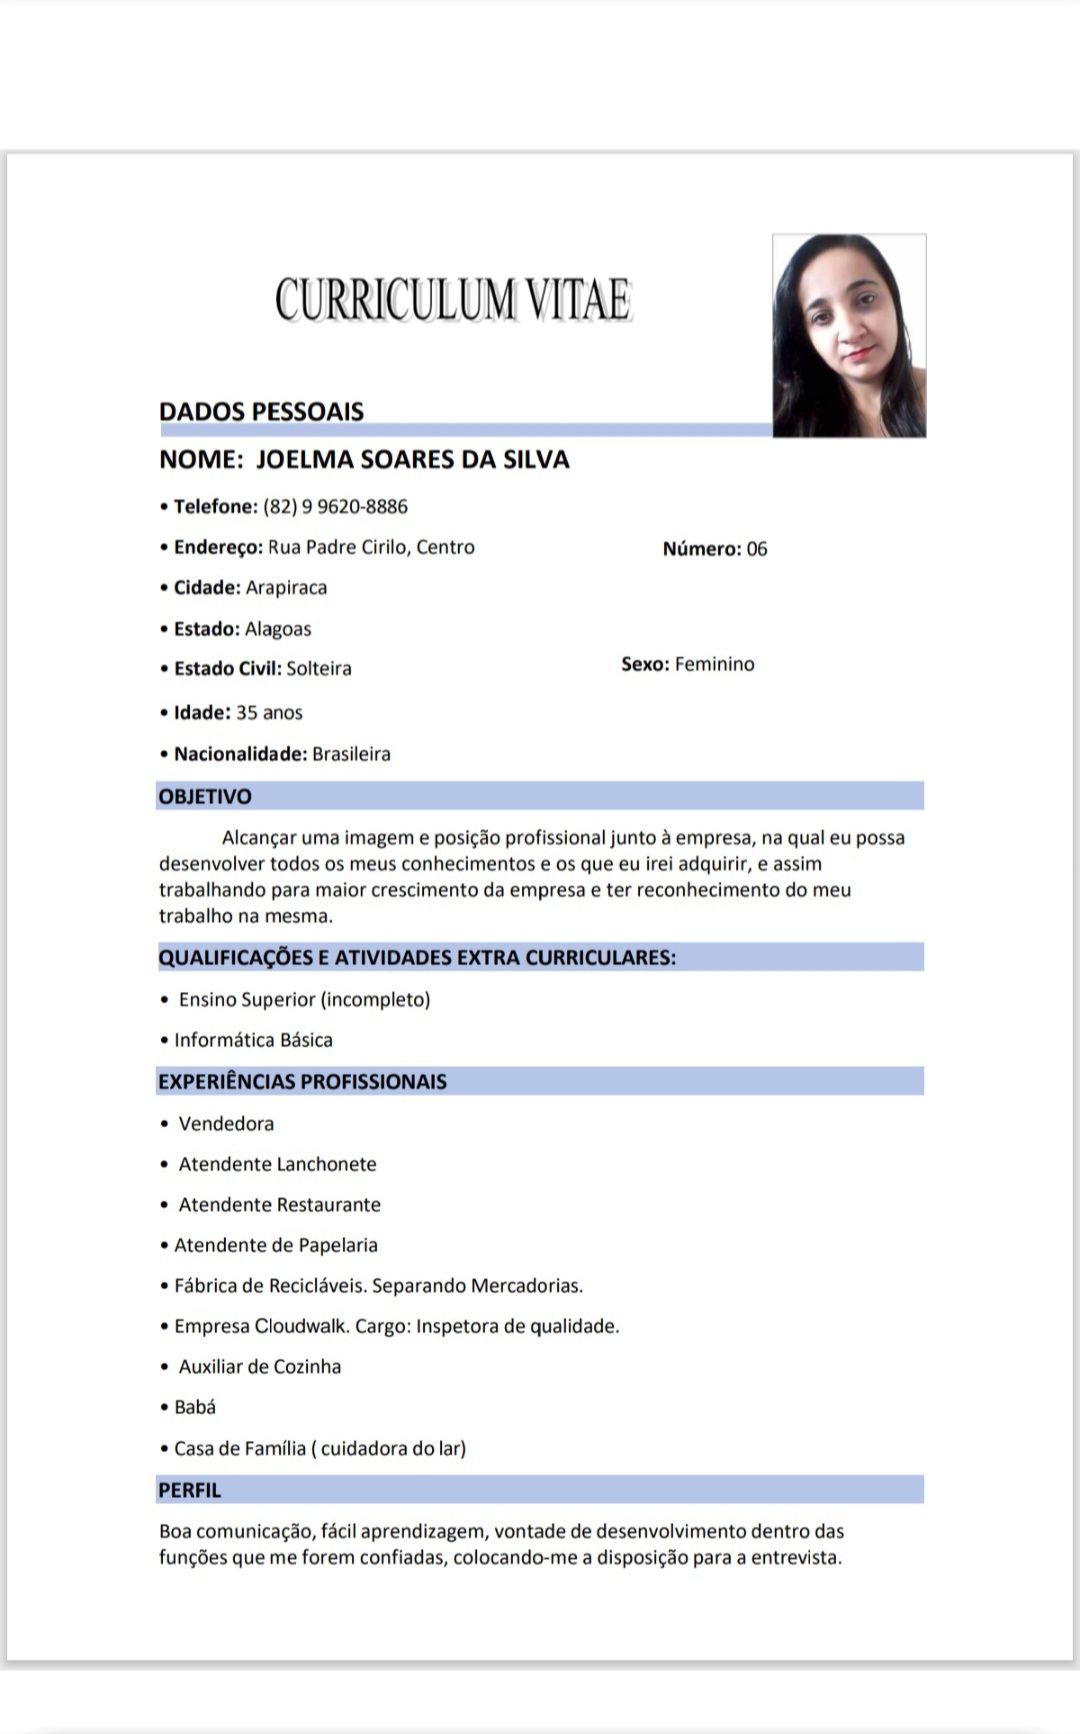 CURRICULUM VITAE
DADOS PESSOAIS
NOME: JOELMA SOARES DA SILVA
• Telefone: (82) 9 9620-8886
• Endereço: Rua Padre Cirilo, Centro Número: 06
• Cidade: Arapiraca
• Estado: Alagoas
• Estado Civil: Solteira Sexo: Feminino
• Idade: 35 anos
• Nacionalidade: Brasileira
OBJETIVO
Alcançar uma imagem e posição profissional junto à empresa, na qual eu possa
desenvolver todos os meus conhecimentos e os que eu irei adquirir, e assim
trabalhando para maior crescimento da empresa e ter reconhecimento do meu
trabalho na mesma.
QUALIFICAÇÕES E ATIVIDADES EXTRA CURRICULARES:
• Ensino Superior (incompleto)
• Informática Básica
EXPERIÊNCIAS PROFISSIONAIS
• Vendedora
• Atendente Lanchonete
• Atendente Restaurante
• Atendente de Papelaria
• Fábrica de Recicláveis. Separando Mercadorias.
• Empresa Cloudwalk. Cargo: Inspetora de qualidade.
• Auxiliar de Cozinha
• Babá
• Casa de Família ( cuidadora do lar)
PERFIL
Boa comunicação, fácil aprendizagem, vontade de desenvolvimento dentro das
funções que me forem confiadas, colocando-me a disposição para a entrevista.